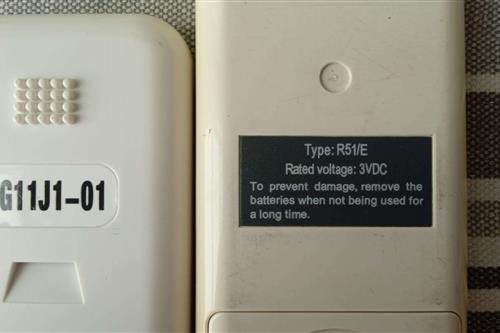 G11J1-01
Type: R51/E
Rated voltage: 3VDC
To prevent damage, remove the
batteries when not being used for
a long time.